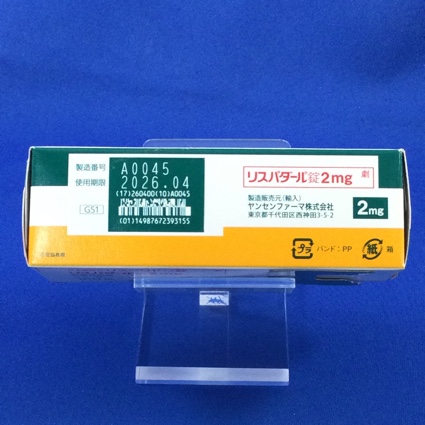 製造番号 A0045
使用期限 2026.04
(17)260400(10)A0045
GS1
(01)14987672393155
リスパダール錠2mg 劇
製造販売元(輸入)
ヤンセンファーマ株式会社
東京都千代田区西神田3-5-2
2mg
プラ バンド:PP 紙 箱